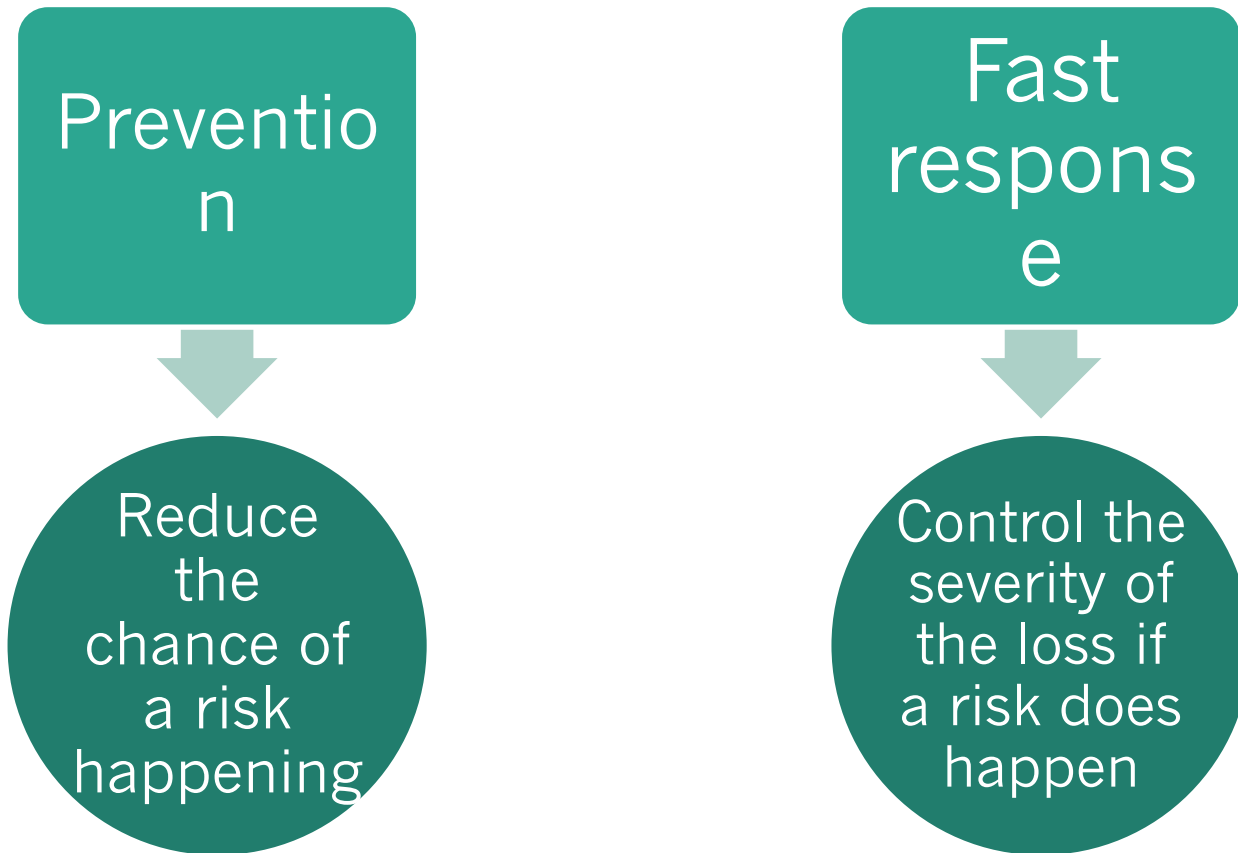 Preventio
n
Reduce
the
chance of
a risk
happening
Fast
respons
e
Control the
severity of
the loss if
a risk does
happen